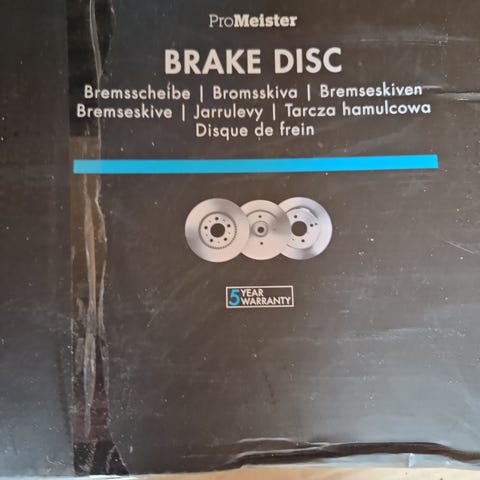 ProMeister
BRAKE DISC
Bremsscheibe | Bromsskiva | Bremseskiven
Bremseskive | Jarrulevy | Tarcza hamulcowa
Disque de frein
5 YEAR
WARRANTY